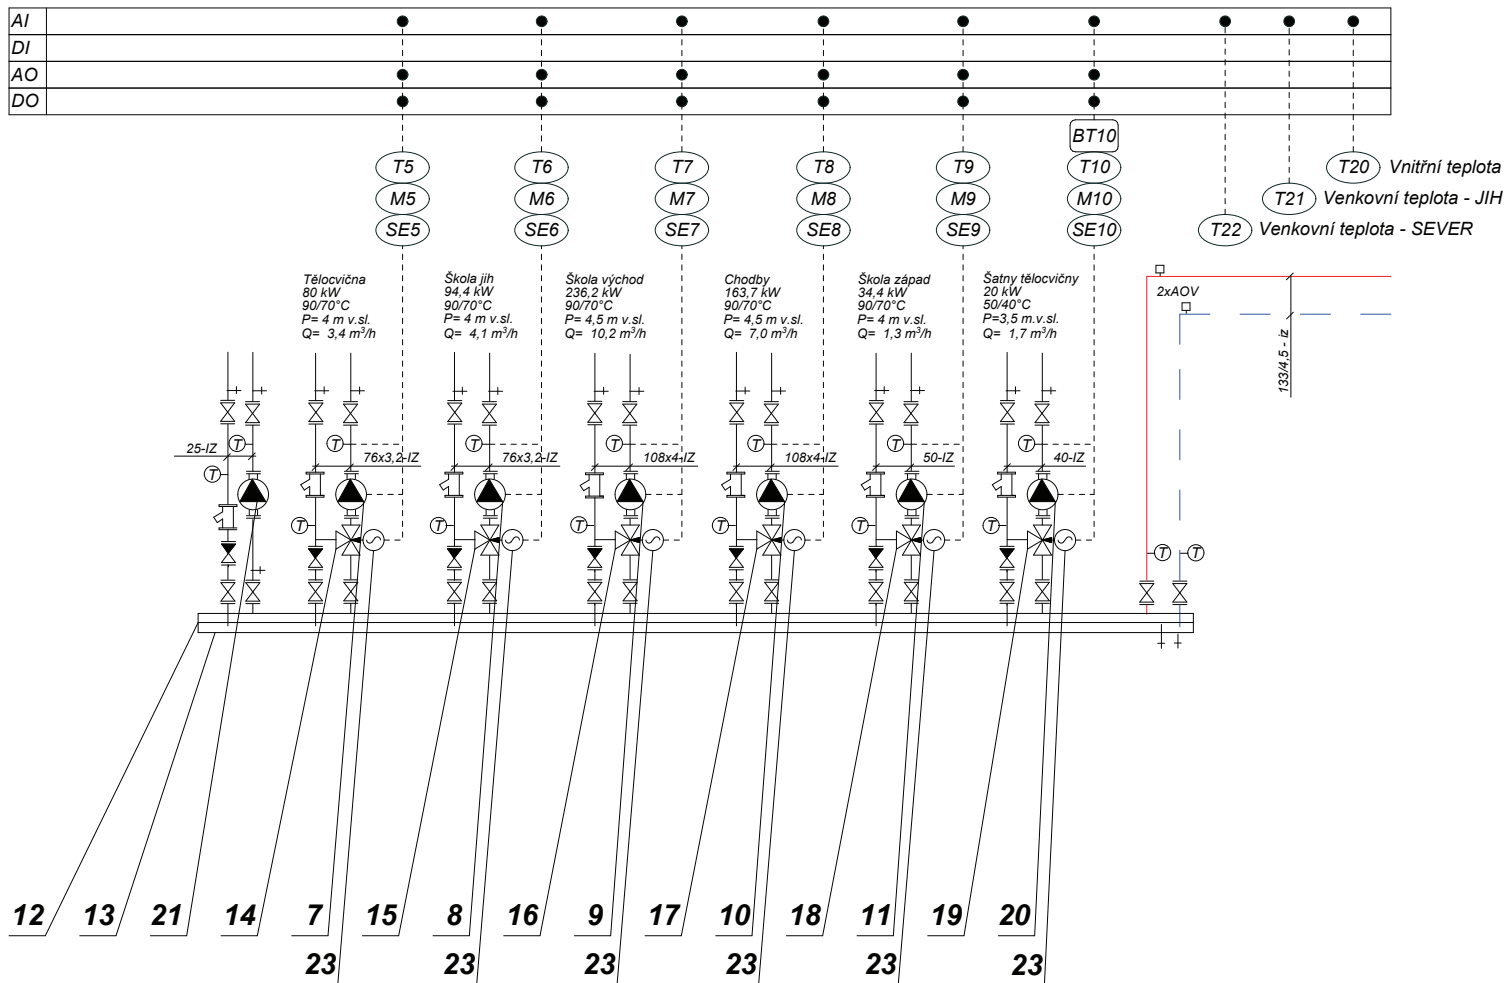 AI
DI
AO
DO
BT10
T5 T6 T7 T8 T9 T10 T20 Vnitřní teplota
M5 M6 M7 M8 M9 M10 T21 Venkovní teplota - JIH
SE5 SE6 SE7 SE8 SE9 SE10 T22 Venkovní teplota - SEVER
Tělocvična
80 kW
90/70°C
P= 4 m v.sl.
Q= 3,4 m³/h
Škola jih
94,4 kW
90/70°C
P= 4 m v.sl.
Q= 4,1 m³/h
Škola východ
236,2 kW
90/70°C
P= 4,5 m v.sl.
Q= 10,2 m³/h
Chodby
163,7 kW
90/70°C
P= 4,5 m v.sl.
Q= 7,0 m³/h
Škola západ
34,4 kW
90/70°C
P= 4 m v.sl.
Q= 1,3 m³/h
Šatny tělocvičny
20 kW
50/40°C
P=3,5 m v.sl.
Q= 1,7 m³/h
2xAOV
133/4,5 - iz
T T T T T T T
25-IZ 76x3,2-IZ 76x3,2-IZ 108x4-IZ 108x4-IZ 50-IZ 40-IZ
T
T T T T T T
T T
12 13 21 14 7 15 8 16 9 17 10 18 11 19 20
23 23 23 23 23 23